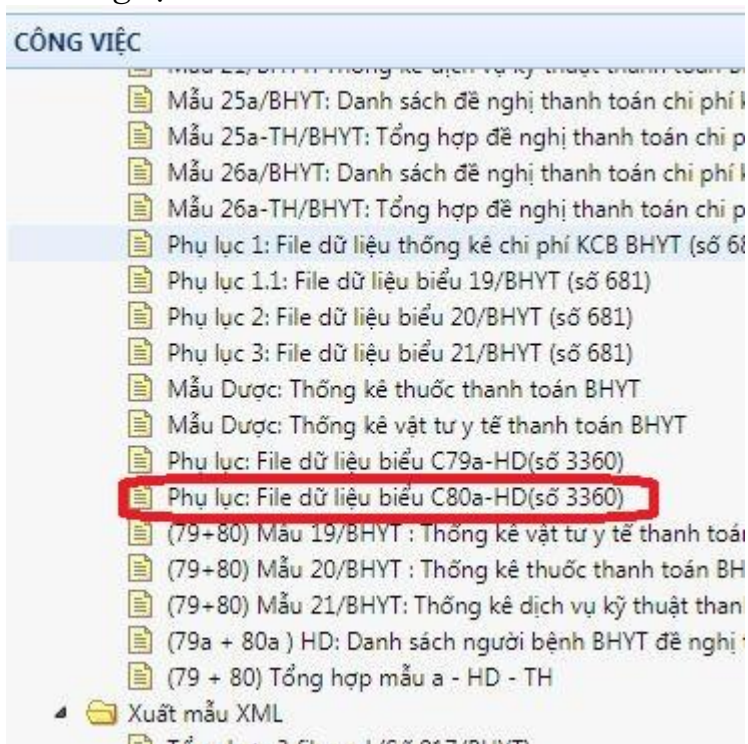 CÔNG VIỆC
Mẫu 25a/BHYT: Danh sách đề nghị thanh toán chi phí
Mẫu 25a-TH/BHYT: Tổng hợp đề nghị thanh toán chi
Mẫu 26a/BHYT: Danh sách đề nghị thanh toán chi phí
Mẫu 26a-TH/BHYT: Tổng hợp đề nghị thanh toán chi
Phụ lục 1: File dữ liệu thống kê chi phí KCB BHYT (số 68
Phụ lục 1.1: File dữ liệu biểu 19/BHYT (số 681)
Phụ lục 2: File dữ liệu biểu 20/BHYT (số 681)
Phụ lục 3: File dữ liệu biểu 21/BHYT (số 681)
Mẫu Dược: Thống kê thuốc thanh toán BHYT
Mẫu Dược: Thống kê vật tư y tế thanh toán BHYT
Phụ lục: File dữ liệu biểu C79a-HD(số 3360)
Phụ lục: File dữ liệu biểu C80a-HD(số 3360)
(79+80) Mẫu 19/BHYT : Thống kê vật tư y tế thanh toán
(79+80) Mẫu 20/BHYT : Thống kê thuốc thanh toán BH
(79+80) Mẫu 21/BHYT: Thống kê dịch vụ kỹ thuật than
(79a + 80a ) HD: Danh sách người bệnh BHYT đề nghị
(79 + 80) Tổng hợp mẫu a - HD - TH
Xuất mẫu XML